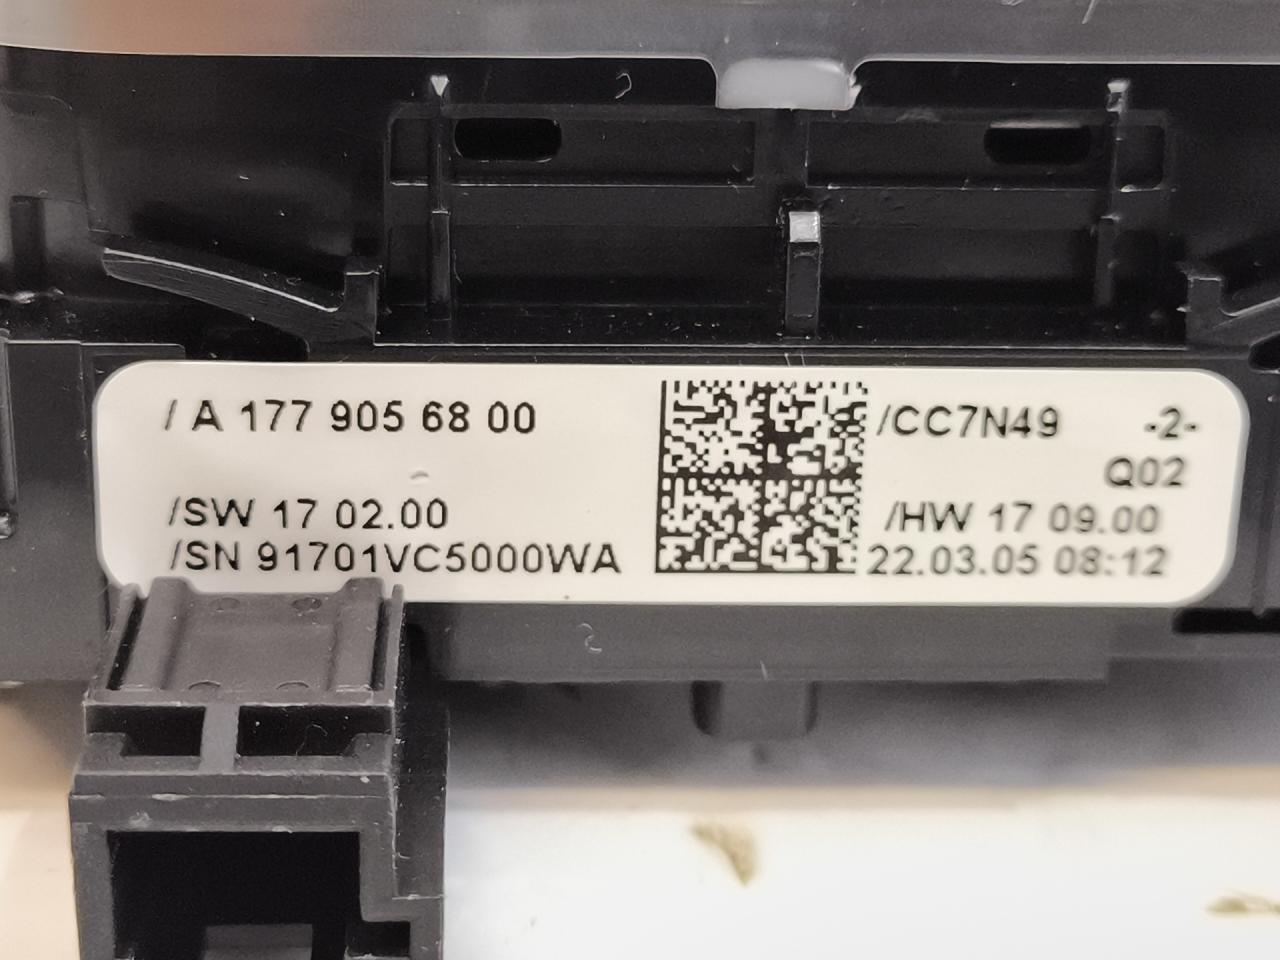 / A 177 905 68 00
/CC7N49 -2-
Q02
/SW 17 02.00
/HW 17 09.00
/SN 91701VC5000WA
22.03.05 08:12